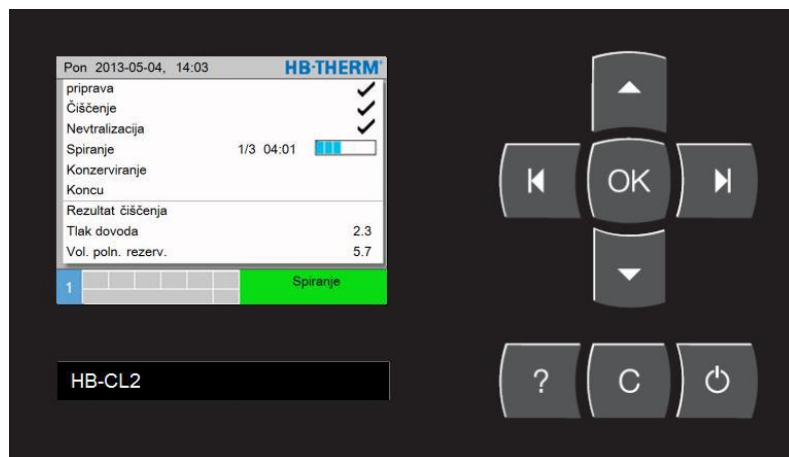 Pon 2013-05-04, 14:03 HB·THERM®
priprava
Čiščenje
Nevtralizacija
Spiranje 1/3 04:01
Konzerviranje
Koncu
Rezultat čiščenja
Tlak dovoda 2.3
Vol. poln. rezerv. 5.7
1 Spiranje
HB-CL2
OK
? C